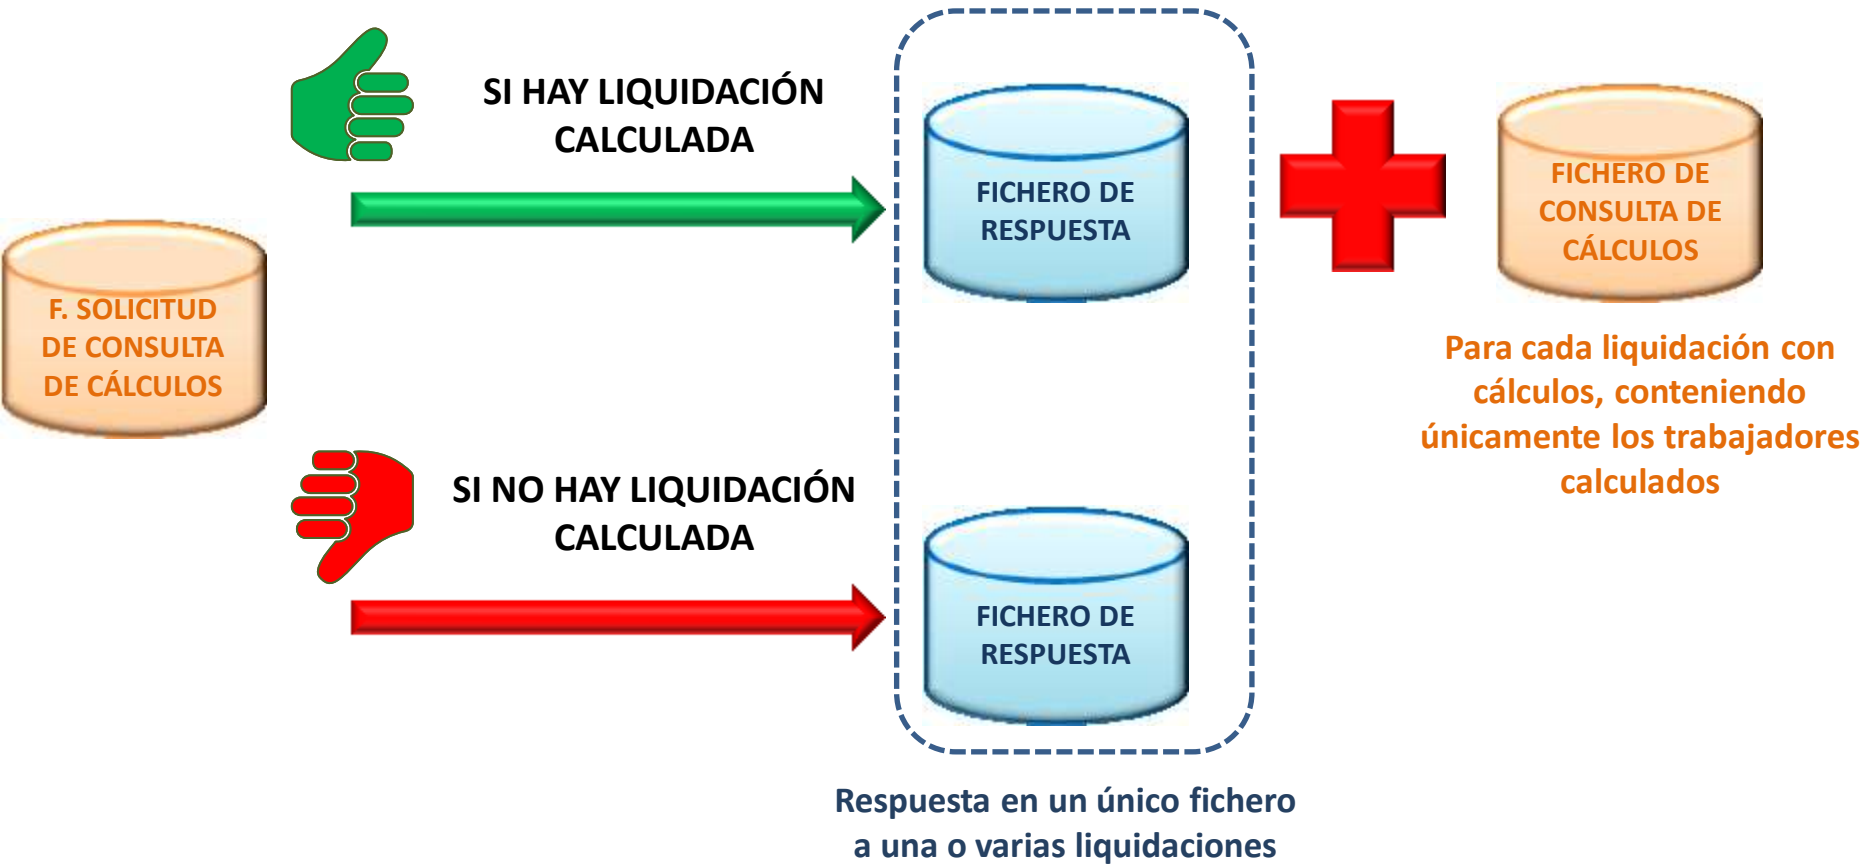 F. SOLICITUD
DE CONSULTA
DE CÁLCULOS
SI HAY LIQUIDACIÓN
CALCULADA
FICHERO DE
RESPUESTA
FICHERO DE
CONSULTA DE
CÁLCULOS
Para cada liquidación con
cálculos, conteniendo
únicamente los trabajadores
calculados
SI NO HAY LIQUIDACIÓN
CALCULADA
FICHERO DE
RESPUESTA
Respuesta en un único fichero
a una o varias liquidaciones